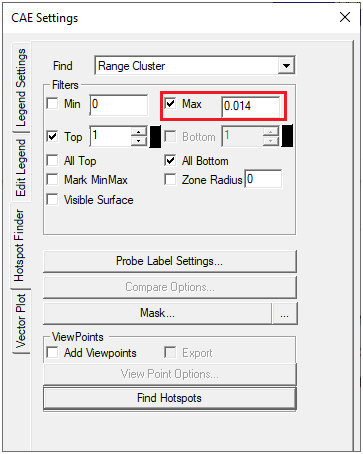 CAE Settings
Legend Settings
Edit Legend
Hotspot Finder
Vector Plot
Find Range Cluster
Filters
Min 0 Max 0.014
Top 1 Bottom 1
All Top All Bottom
Mark MinMax Zone Radius 0
Visible Surface
Probe Label Settings...
Compare Options...
Mask... ...
ViewPoints
Add Viewpoints Export
View Point Options...
Find Hotspots